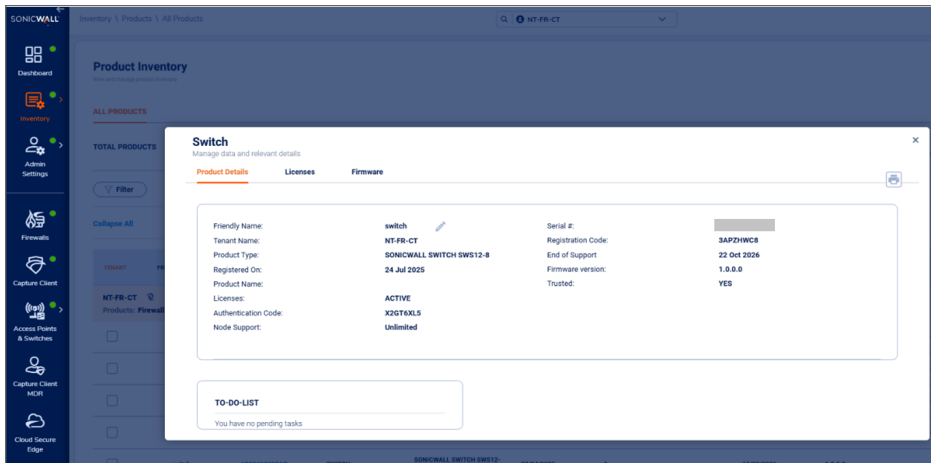 SONICWALL
Inventory \ Products \ All Products
NT-FR-CT
Dashboard
Inventory
Admin
Settings
Firewalls
Capture Client
Access Points
& Switches
Capture Client
MDR
Cloud Secure
Edge
Product Inventory
ALL PRODUCTS
TOTAL PRODUCTS
Filter
Collapse All
TENANT
NT-FR-CT
Products: Firewall
Switch
Manage data and relevant details
Product Details Licenses Firmware
Friendly Name: switch
Tenant Name: NT-FR-CT
Product Type: SONICWALL SWITCH SWS12-8
Registered On: 24 Jul 2025
Product Name:
Licenses: ACTIVE
Authentication Code: X2GT6XL5
Node Support: Unlimited
Serial #:
Registration Code: 3APZHWC8
End of Support 22 Oct 2026
Firmware version: 1.0.0.0
Trusted: YES
TO-DO-LIST
You have no pending tasks
SONICWALL SWITCH SWS12-